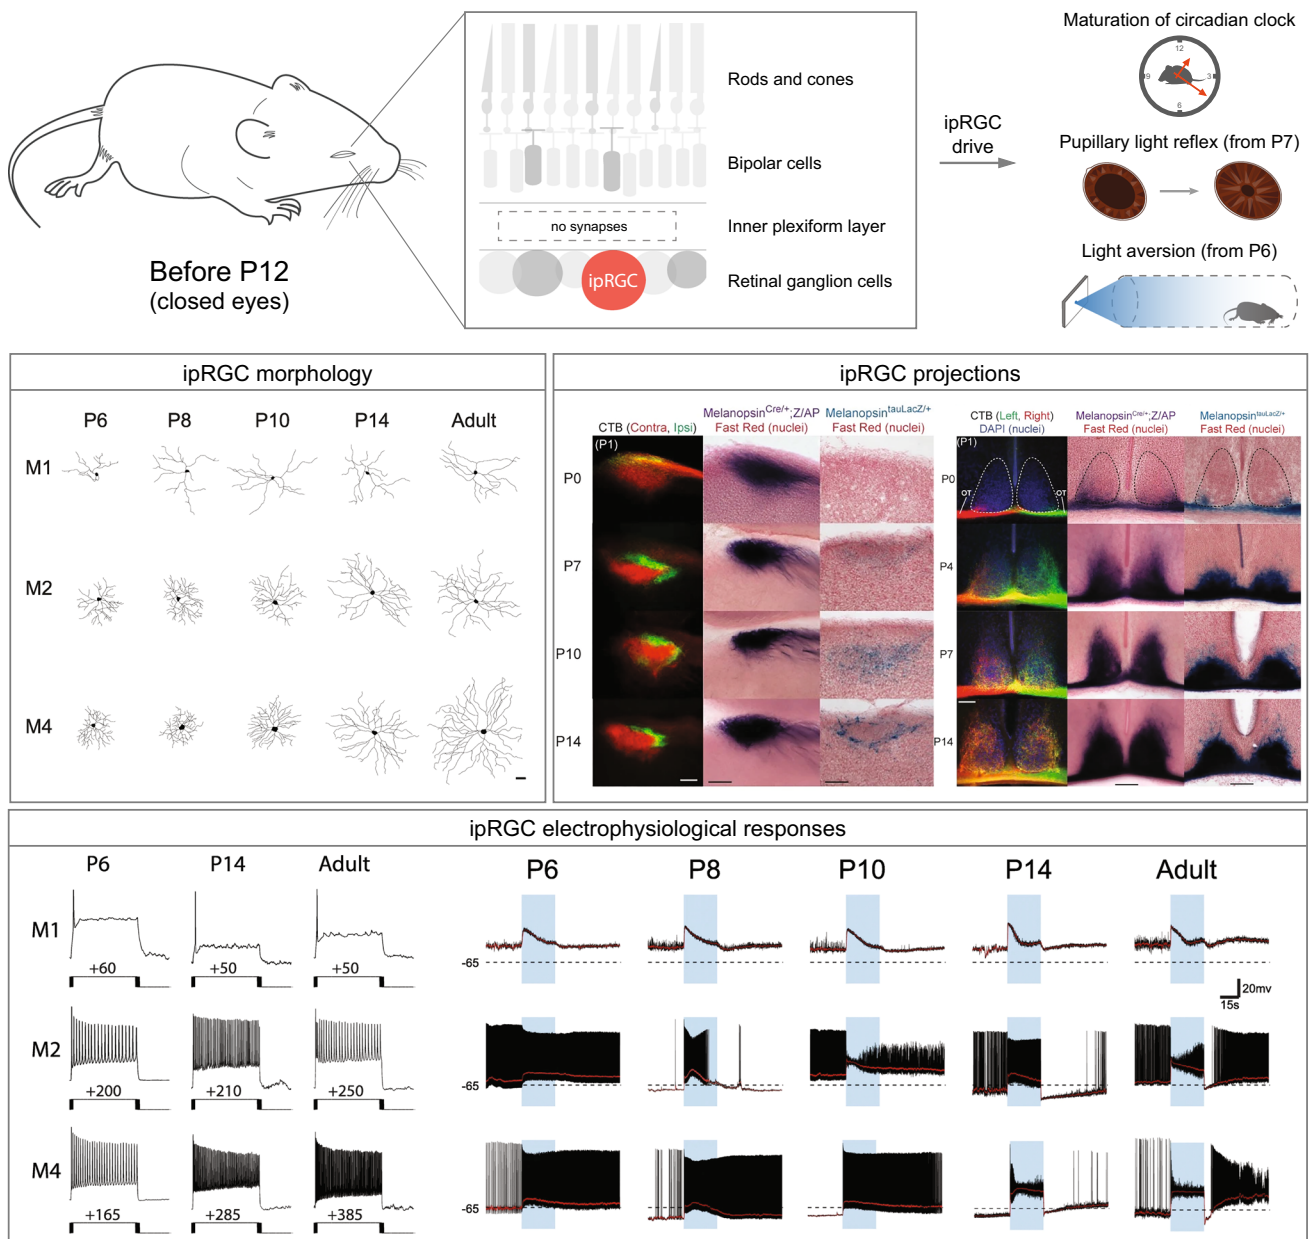 Before P12
(closed eyes)
Rods and cones
Bipolar cells
no synapses
Inner plexiform layer
ipRGC
Retinal ganglion cells
ipRGC
drive
Maturation of circadian clock
12
9
3
6
Pupillary light reflex (from P7)
Light aversion (from P6)
ipRGC morphology
P6 P8 P10 P14 Adult
M1
M2
M4
ipRGC projections
CTB (Contra, Ipsi)
MelanopsinCre/+;Z/AP
Fast Red (nuclei)
MelanopsintauLacZ/+
Fast Red (nuclei)
(P1)
P0
P7
P10
P14
CTB (Left, Right)
DAPI (nuclei)
MelanopsinCre/+;Z/AP
Fast Red (nuclei)
MelanopsintauLacZ/+
Fast Red (nuclei)
(P1)
P0
OT OT
P4
P7
P14
ipRGC electrophysiological responses
P6 P14 Adult
M1
+60 +50 +50
M2
+200 +210 +250
M4
+165 +285 +385
P6 P8 P10 P14 Adult
-65
20mv
15s
-65
-65